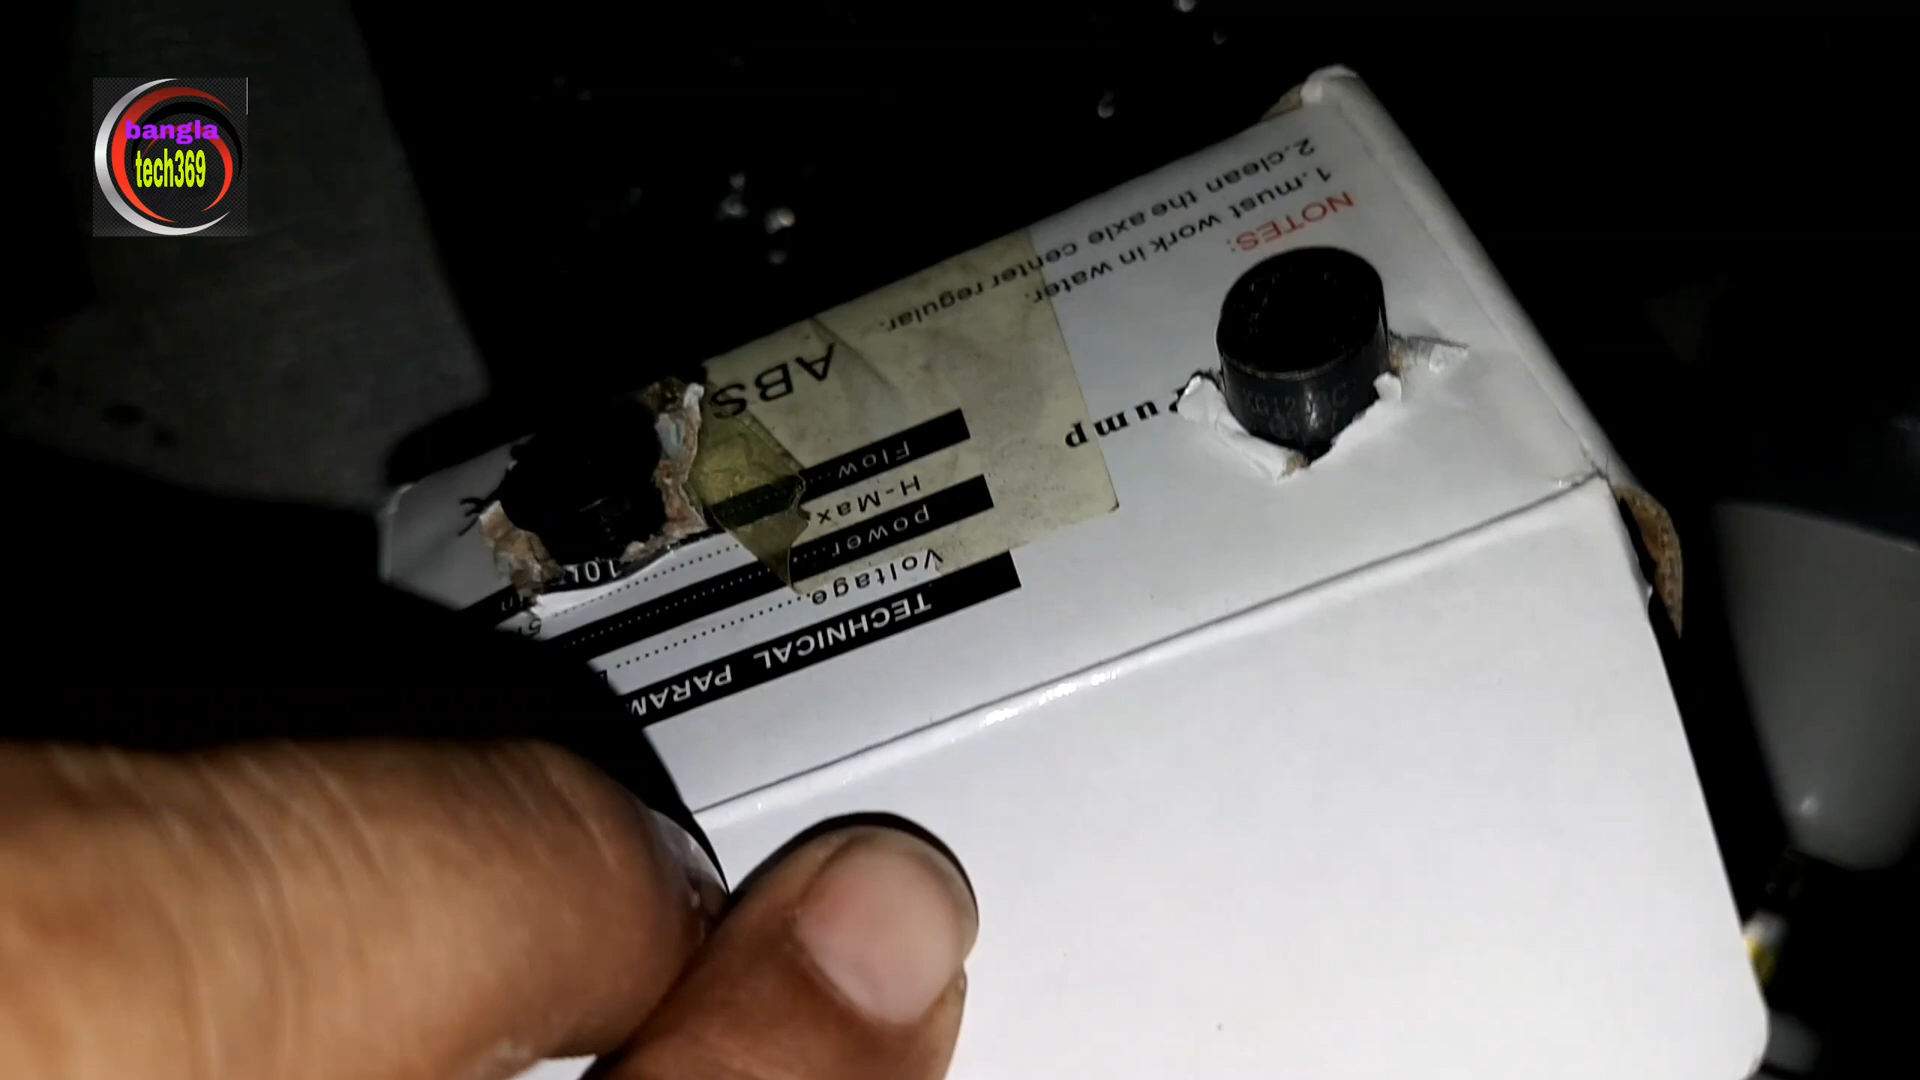 bangla
tech369
NOTES:
1.must work in water.
2.clean the axle center regular.
Pump
ABS
TECHNICAL PARAM
Voltage
power
H-Max
Flow